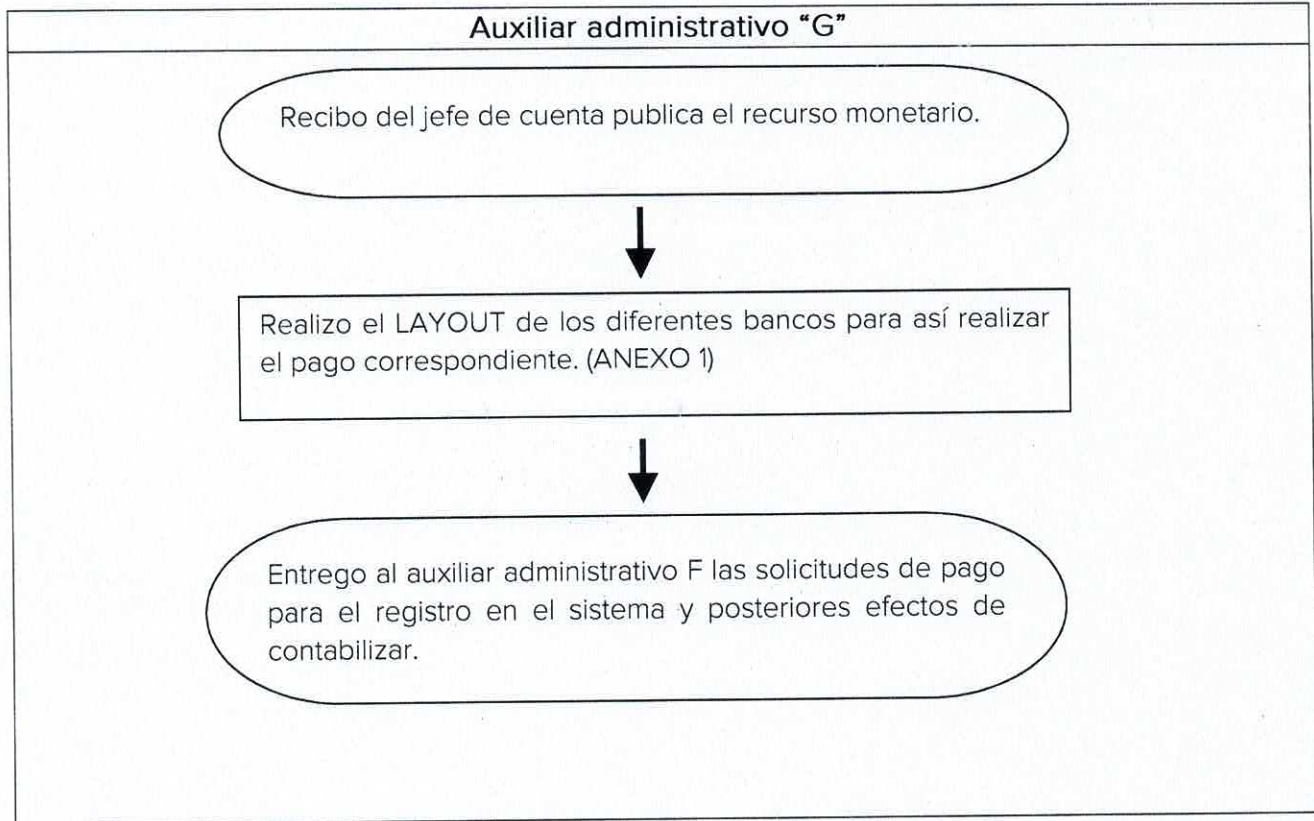 Auxiliar administrativo “G”
Recibo del jefe de cuenta publica el recurso monetario.
Realizo el LAYOUT de los diferentes bancos para así realizar
el pago correspondiente. (ANEXO 1)
Entrego al auxiliar administrativo F las solicitudes de pago
para el registro en el sistema y posteriores efectos de
contabilizar.